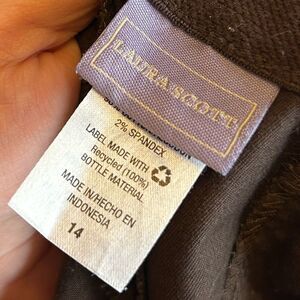 LAURA SCOTT
2% SPANDEX
LABEL MADE WITH
Recycled (100%)
BOTTLE MATERIAL
MADE IN/HECHO EN
INDONESIA
14